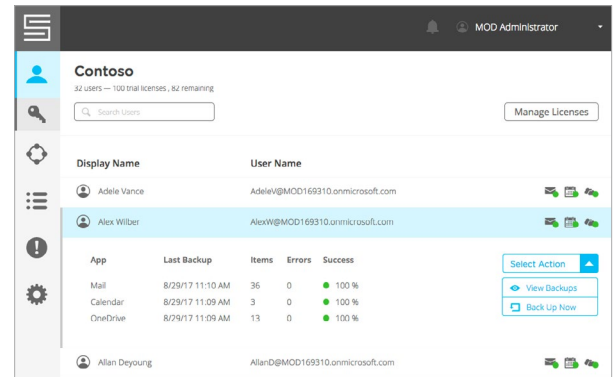 MOD Administrator
Contoso
32 users — 100 trial licenses , 82 remaining
Search Users
Manage Licenses
Display Name User Name
Adele Vance AdeleV@MOD169310.onmicrosoft.com
Alex Wilber AlexW@MOD169310.onmicrosoft.com
App Last Backup Items Errors Success
Select Action
Mail 8/29/17 11:10 AM 36 0 100 %
View Backups
Calendar 8/29/17 11:09 AM 3 0 100 %
Back Up Now
OneDrive 8/29/17 11:09 AM 13 0 100 %
Allan Deyoung AllanD@MOD169310.onmicrosoft.com